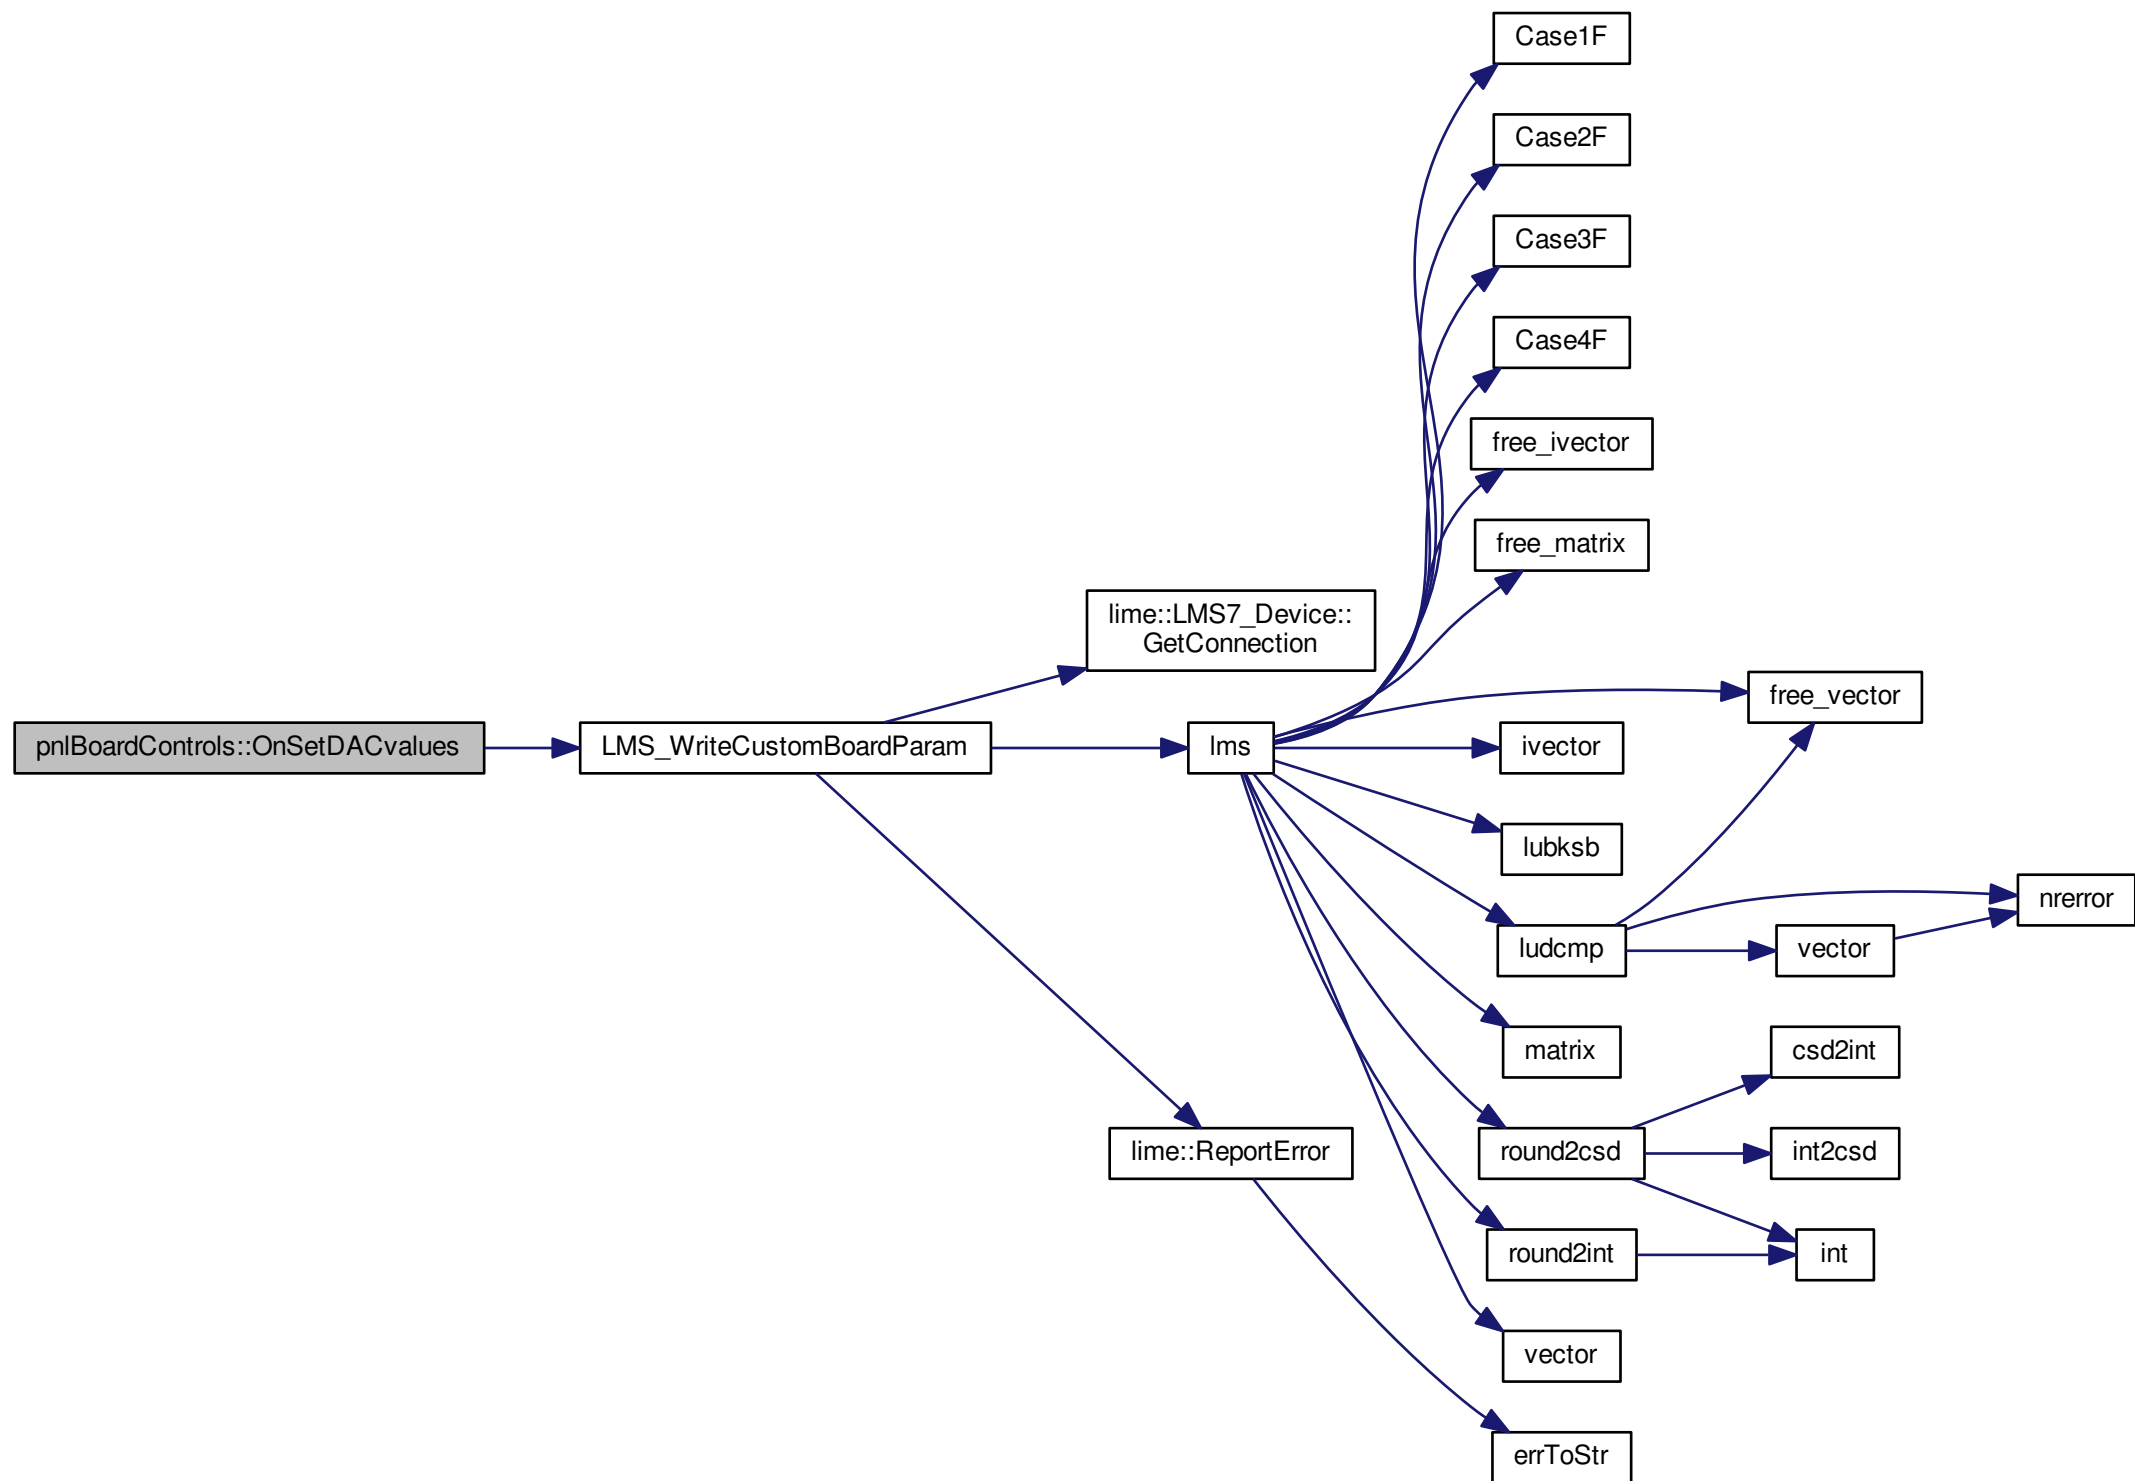 Case1F
Case2F
Case3F
Case4F
free_ivector
free_matrix
lime::LMS7_Device::
GetConnection
free_vector
pnlBoardControls::OnSetDACvalues
LMS_WriteCustomBoardParam
lms
ivector
lubksb
nrerror
ludcmp
vector
matrix
csd2int
lime::ReportError
round2csd
int2csd
round2int
int
vector
errToStr